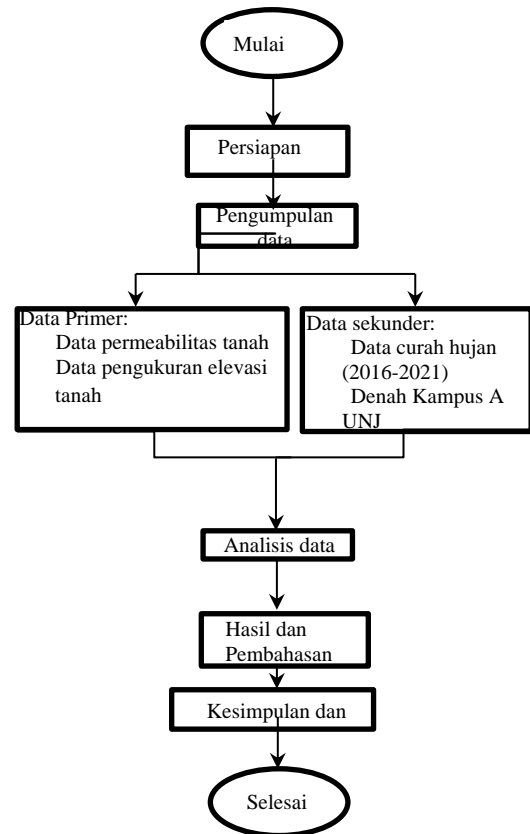 Mulai
Persiapan
Pengumpulan
data
Data Primer:
Data permeabilitas tanah
Data pengukuran elevasi
tanah
Data sekunder:
Data curah hujan
(2016-2021)
Denah Kampus A
UNJ
Analisis data
Hasil dan
Pembahasan
Kesimpulan dan
Selesai